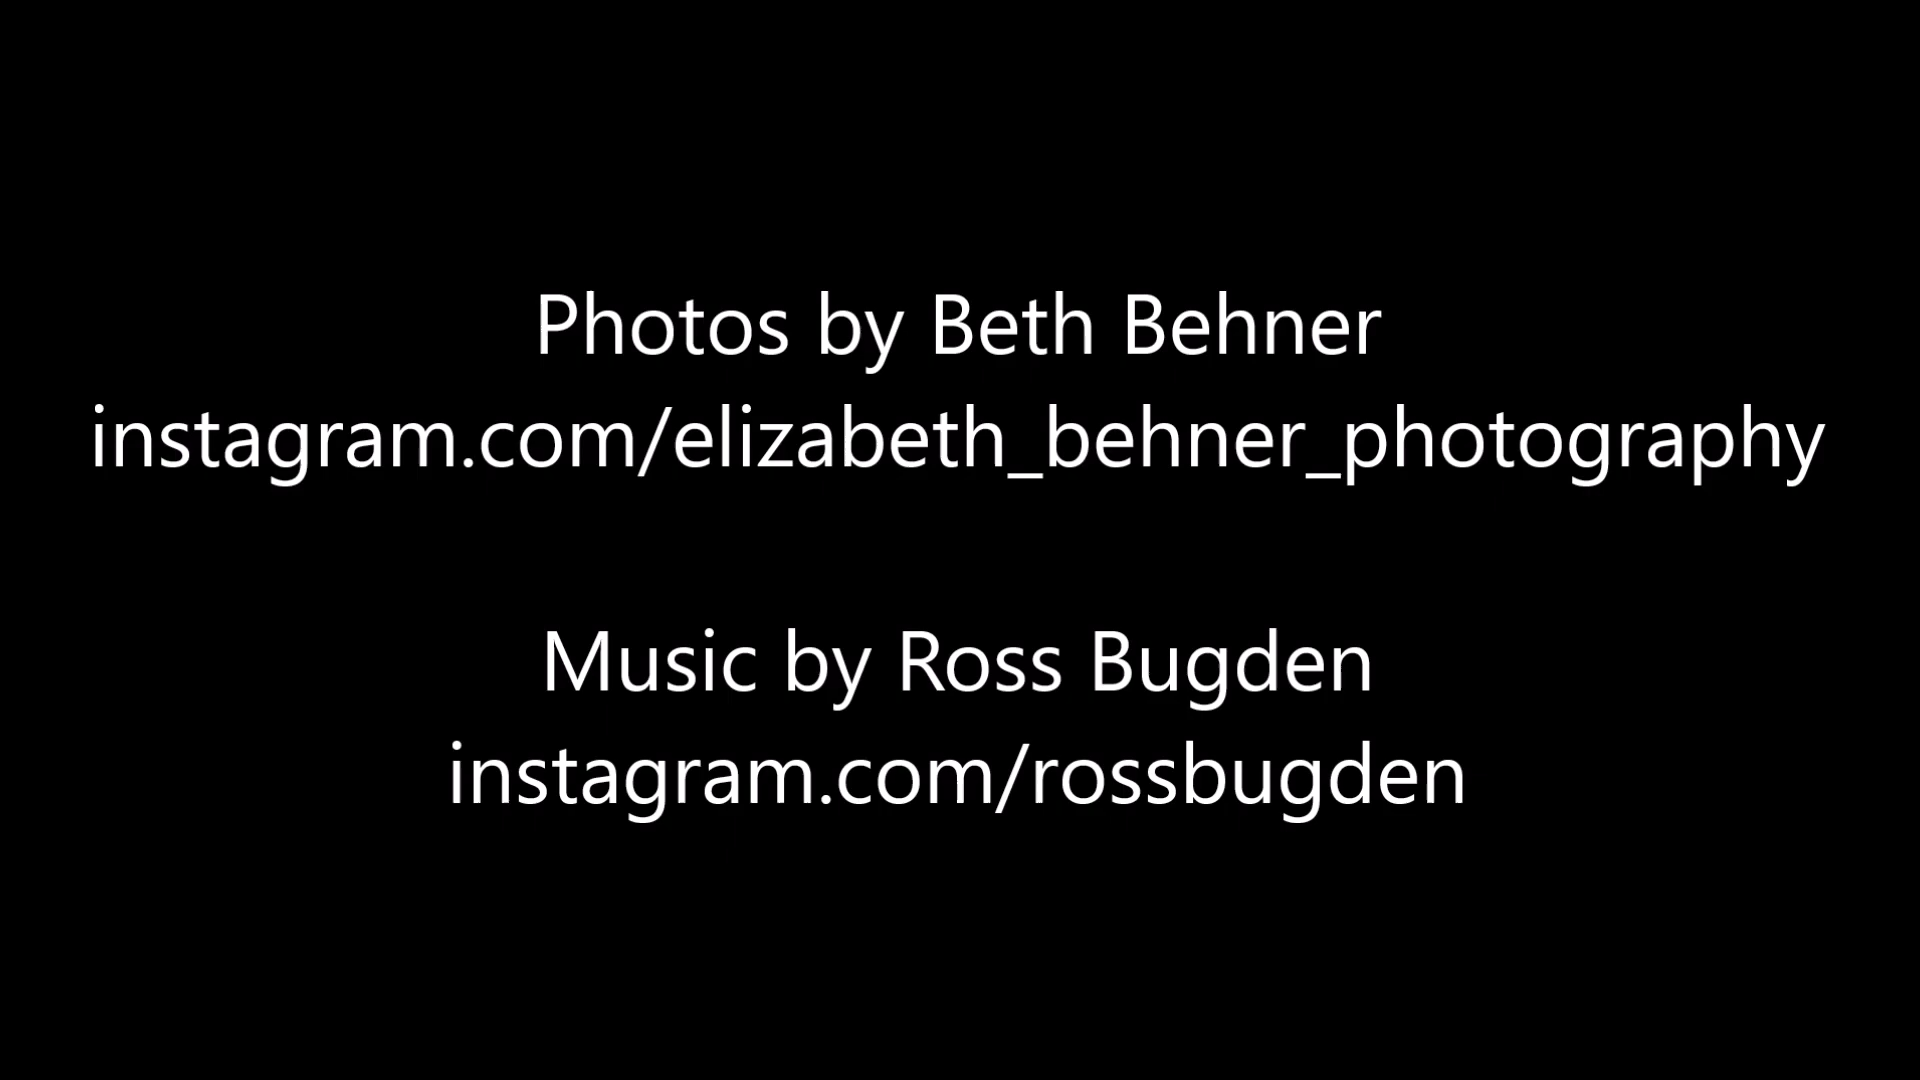 Photos by Beth Behner
instagram.com/elizabeth_behner_photography
Music by Ross Bugden
instagram.com/rossbugden